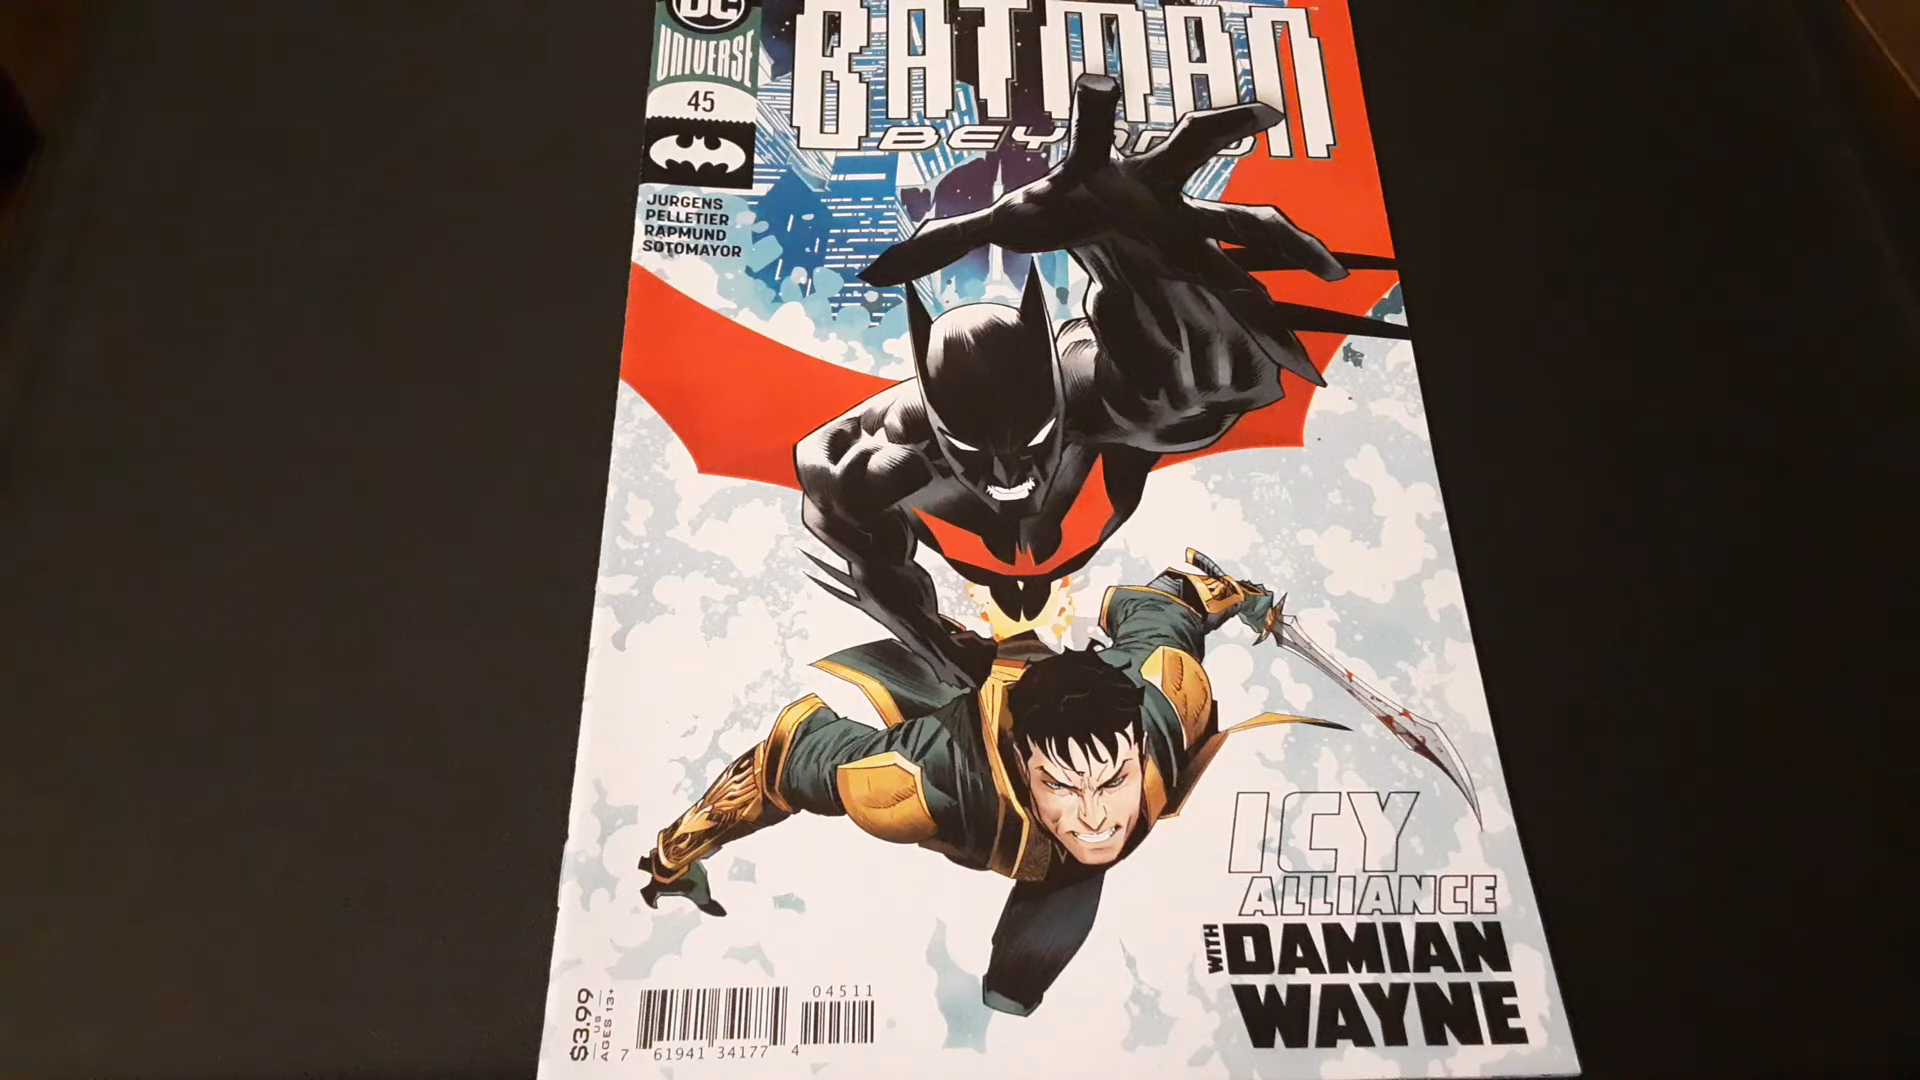 DC
UNIVERSE
45
BATMAN
BEYOND
JURGENS
PELLETIER
RAPMUND
SOTOMAYOR
ICY
ALLIANCE
WITH
DAMIAN
WAYNE
$3.99
US
AGES 13+
04511
7 61941 34177 4